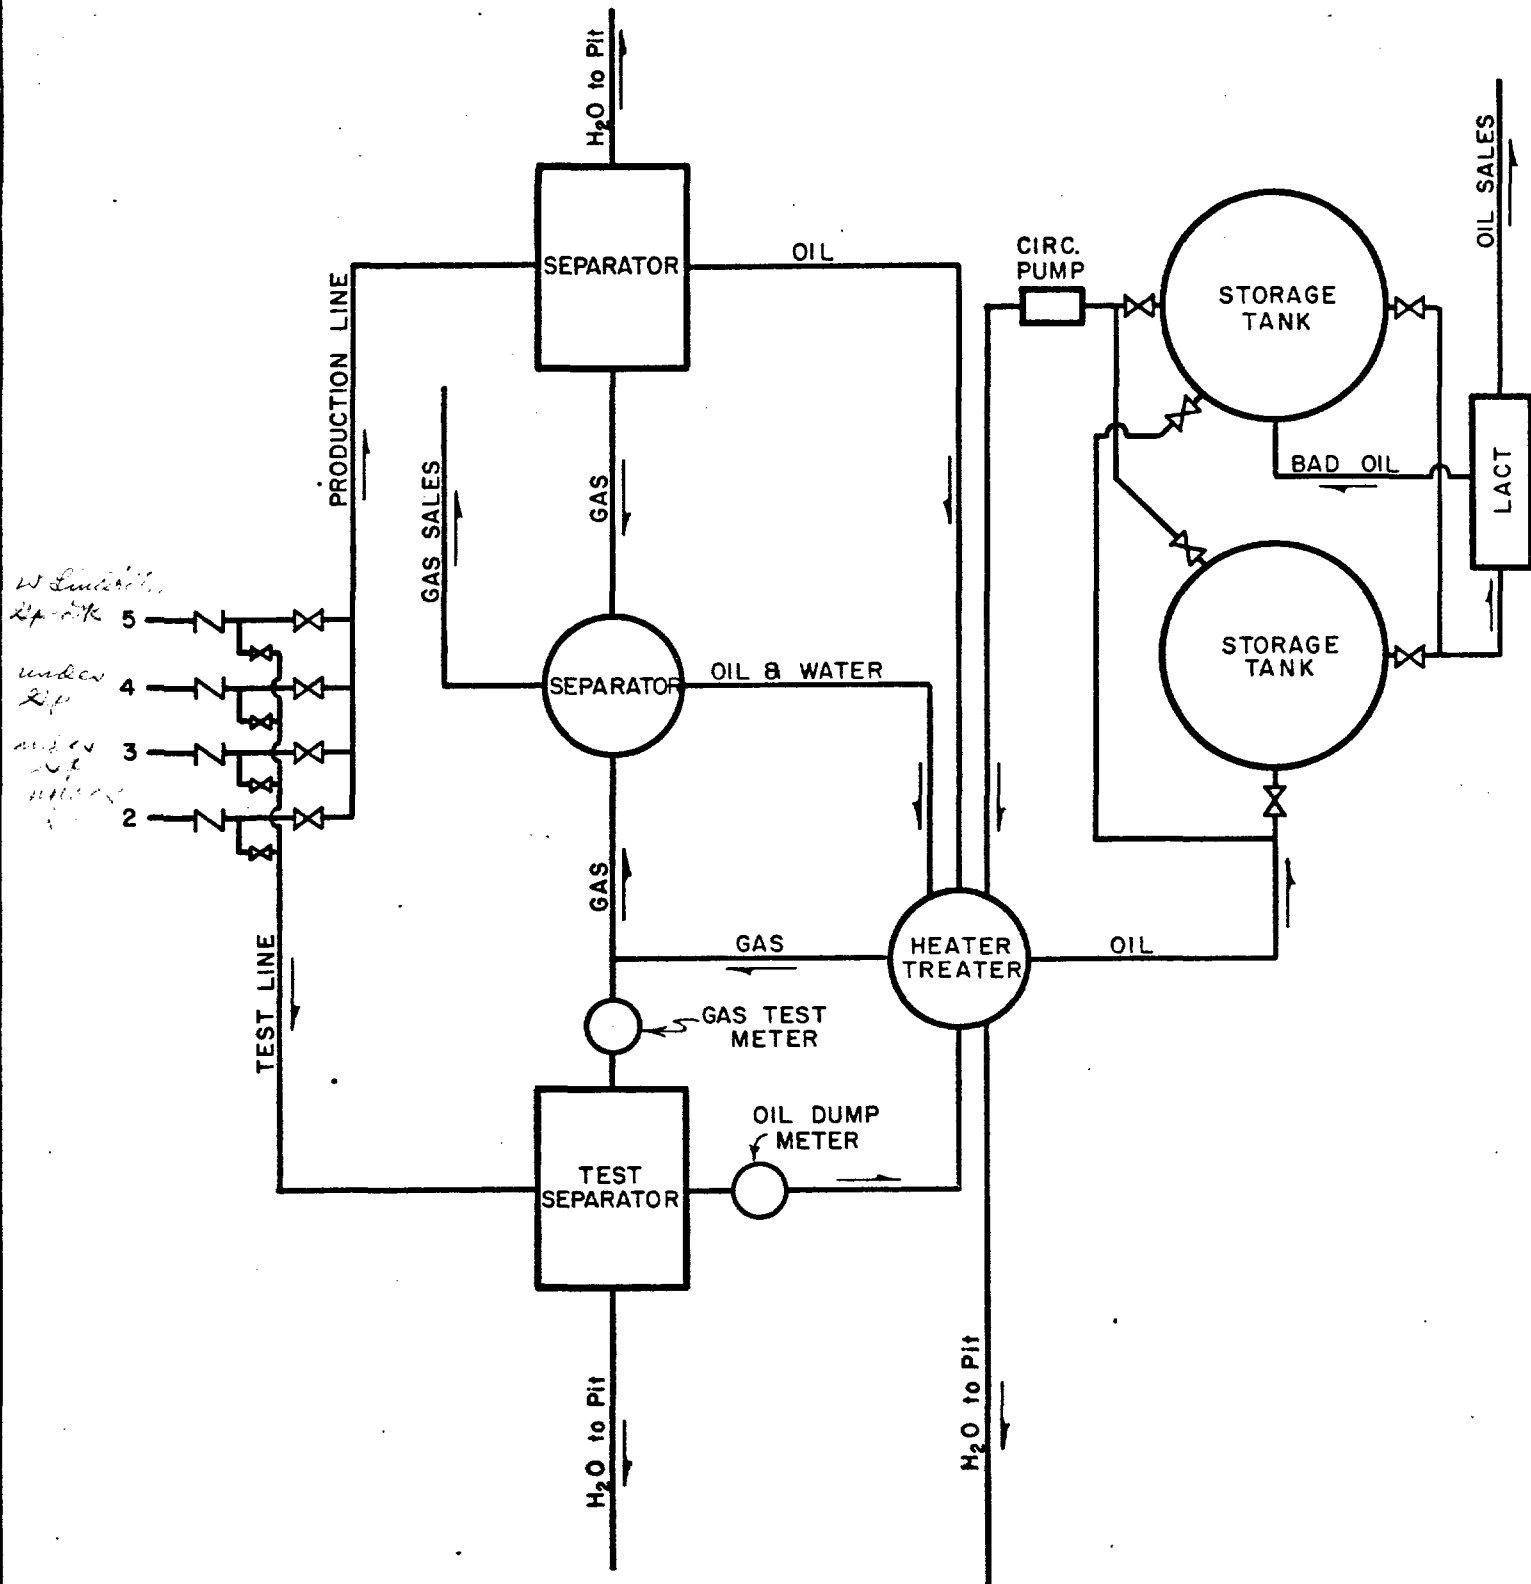 H₂O to Pit
SEPARATOR
OIL
PRODUCTION LINE
GAS SALES
GAS
CIRC.
PUMP
STORAGE
TANK
OIL SALES
BAD OIL
LACT
STORAGE
TANK
5
under
4
3
2
SEPARATOR
OIL & WATER
GAS
GAS
HEATER
TREATER
OIL
TEST LINE
GAS TEST
METER
OIL DUMP
METER
TEST
SEPARATOR
H₂O to Pit
H₂O to Pit